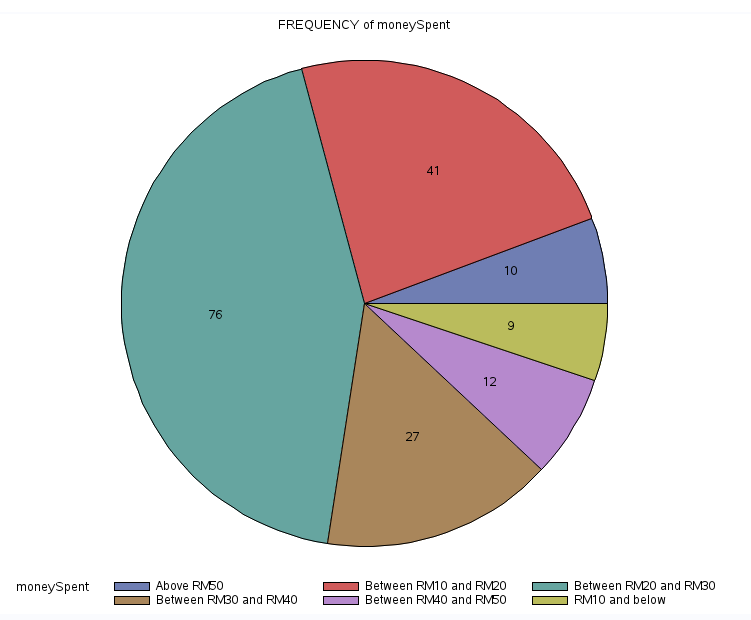 FREQUENCY of moneySpent
41
10
76
9
12
27
moneySpent Above RM50 Between RM10 and RM20 Between RM20 and RM30
Between RM30 and RM40 Between RM40 and RM50 RM10 and below